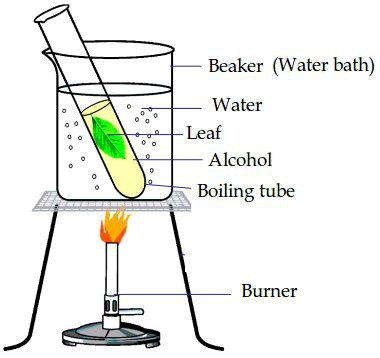 Beaker (Water bath)
Water
Leaf
Alcohol
Boiling tube
Burner